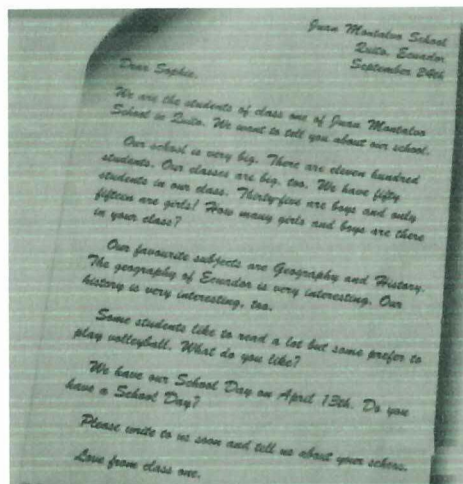 Juan Montalvo School
Quito, Ecuador
September 24th
Dear Sophie,
We are the students of class one of Juan Montalvo
School in Quito. We want to tell you about our school.
Our school is very big. There are eleven hundred
students. Our classes are big, too. We have fifty
students in our class. Thirty-five are boys and only
fifteen are girls! How many girls and boys are there
in your class?
Our favourite subjects are Geography and History.
The geography of Ecuador is very interesting. Our
history is very interesting, too.
Some students like to read a lot but some prefer to
play volleyball. What do you like?
We have our School Day on April 13th. Do you
have a School Day?
Please write to us soon and tell us about your school.
Love from class one.